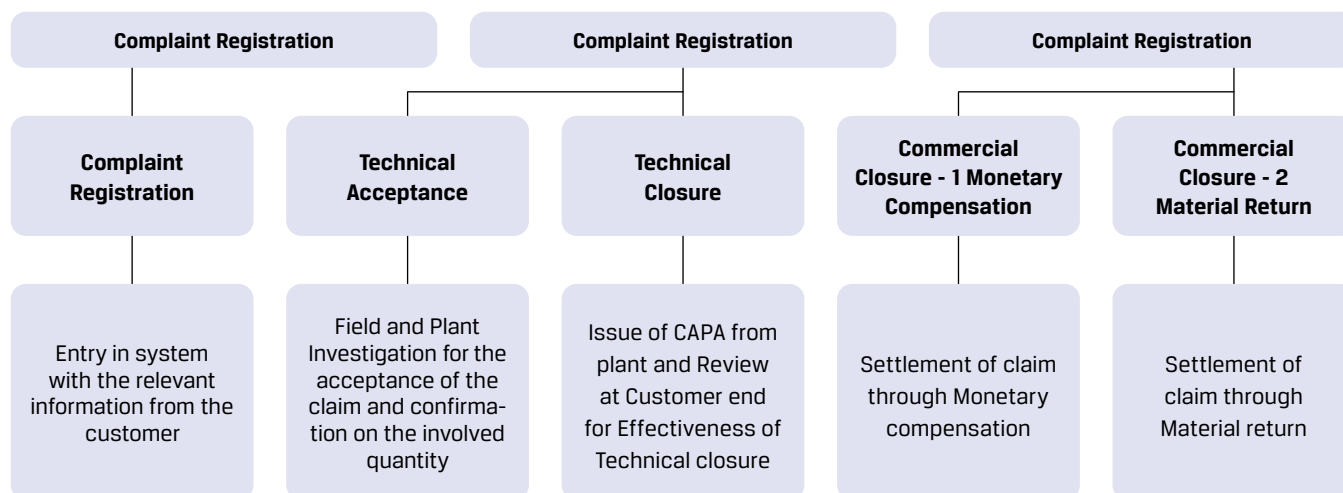 Complaint Registration
Complaint Registration
Complaint Registration
Complaint
Registration
Technical
Acceptance
Technical
Closure
Commercial
Closure - 1 Monetary
Compensation
Commercial
Closure - 2
Material Return
Entry in system
with the relevant
information from the
customer
Field and Plant
Investigation for the
acceptance of the
claim and confirma-
tion on the involved
quantity
Issue of CAPA from
plant and Review
at Customer end
for Effectiveness of
Technical closure
Settlement of claim
through Monetary
compensation
Settlement of
claim through
Material return